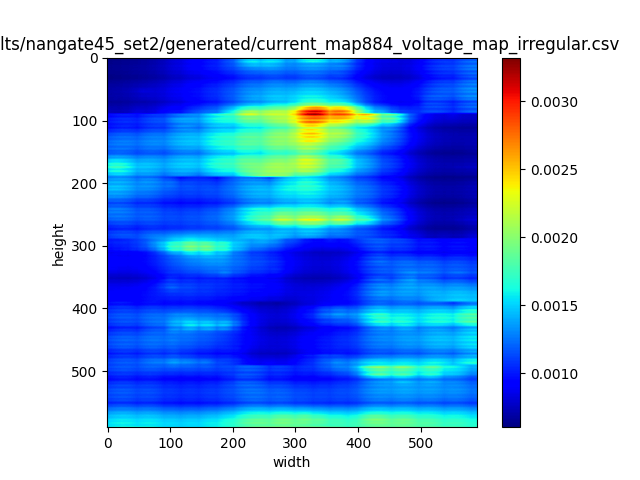 lts/nangate45_set2/generated/current_map884_voltage_map_irregular.csv
0
100
200
300
400
500
height
0 100 200 300 400 500
width
0.0030
0.0025
0.0020
0.0015
0.0010